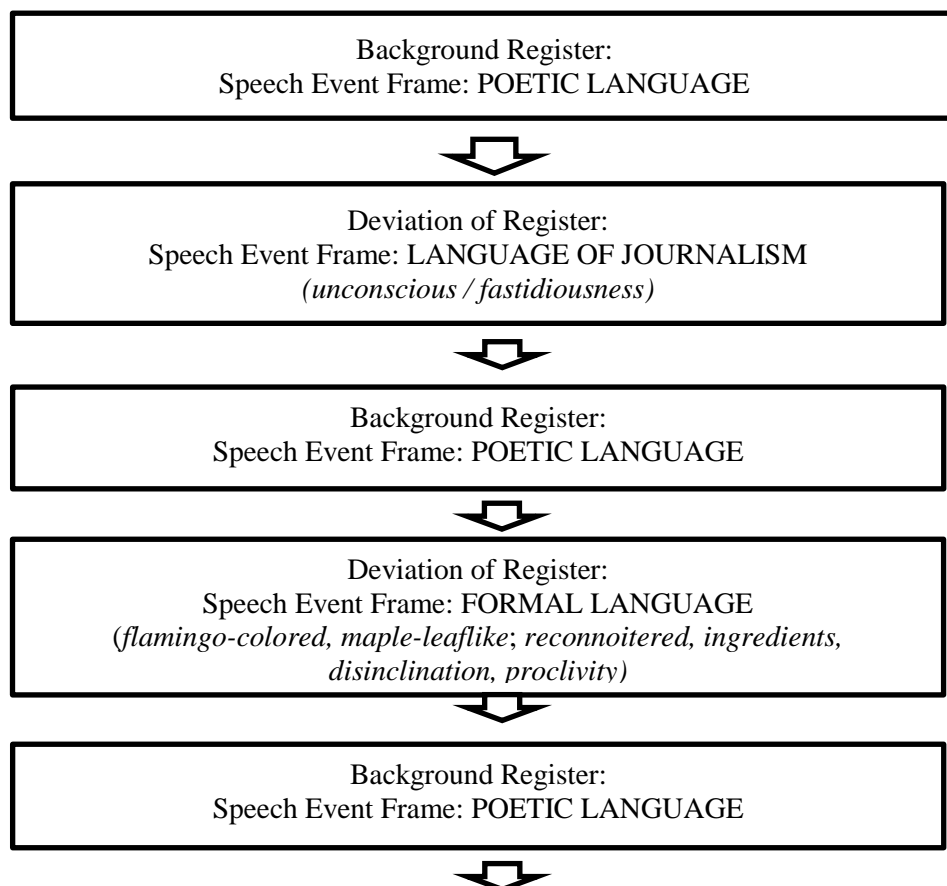 Background Register:
Speech Event Frame: POETIC LANGUAGE
Deviation of Register:
Speech Event Frame: LANGUAGE OF JOURNALISM
(unconscious / fastidiousness)
Background Register:
Speech Event Frame: POETIC LANGUAGE
Deviation of Register:
Speech Event Frame: FORMAL LANGUAGE
(flamingo-colored, maple-leaflike; reconnoitered, ingredients,
disinclination, proclivity)
Background Register:
Speech Event Frame: POETIC LANGUAGE